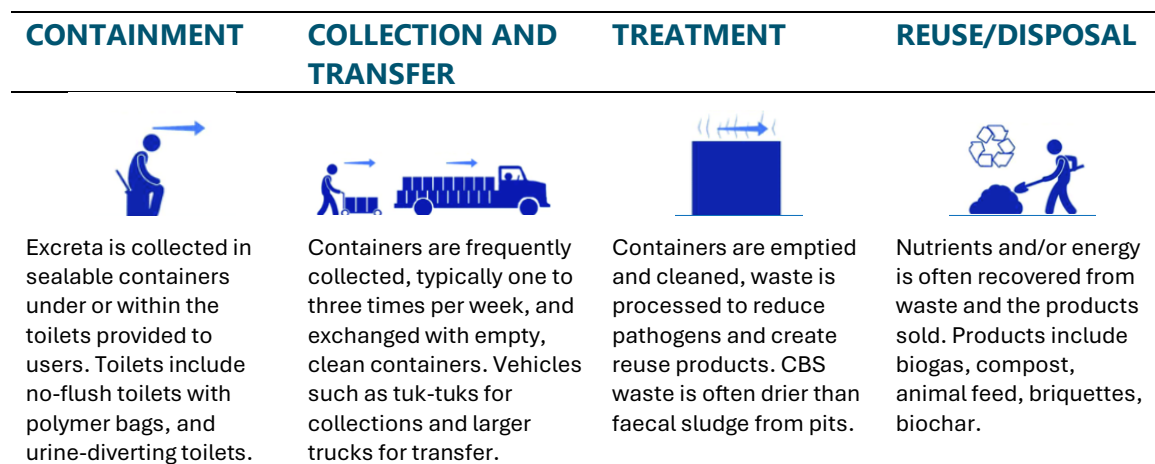 CONTAINMENT
COLLECTION AND
TRANSFER
TREATMENT
REUSE/DISPOSAL
Excreta is collected in
sealable containers
under or within the
toilets provided to
users. Toilets include
no-flush toilets with
polymer bags, and
urine-diverting toilets.
Containers are frequently
collected, typically one to
three times per week, and
exchanged with empty,
clean containers. Vehicles
such as tuk-tuks for
collections and larger
trucks for transfer.
Containers are emptied
and cleaned, waste is
processed to reduce
pathogens and create
reuse products. CBS
waste is often drier than
faecal sludge from pits.
Nutrients and/or energy
is often recovered from
waste and the products
sold. Products include
biogas, compost,
animal feed, briquettes,
biochar.